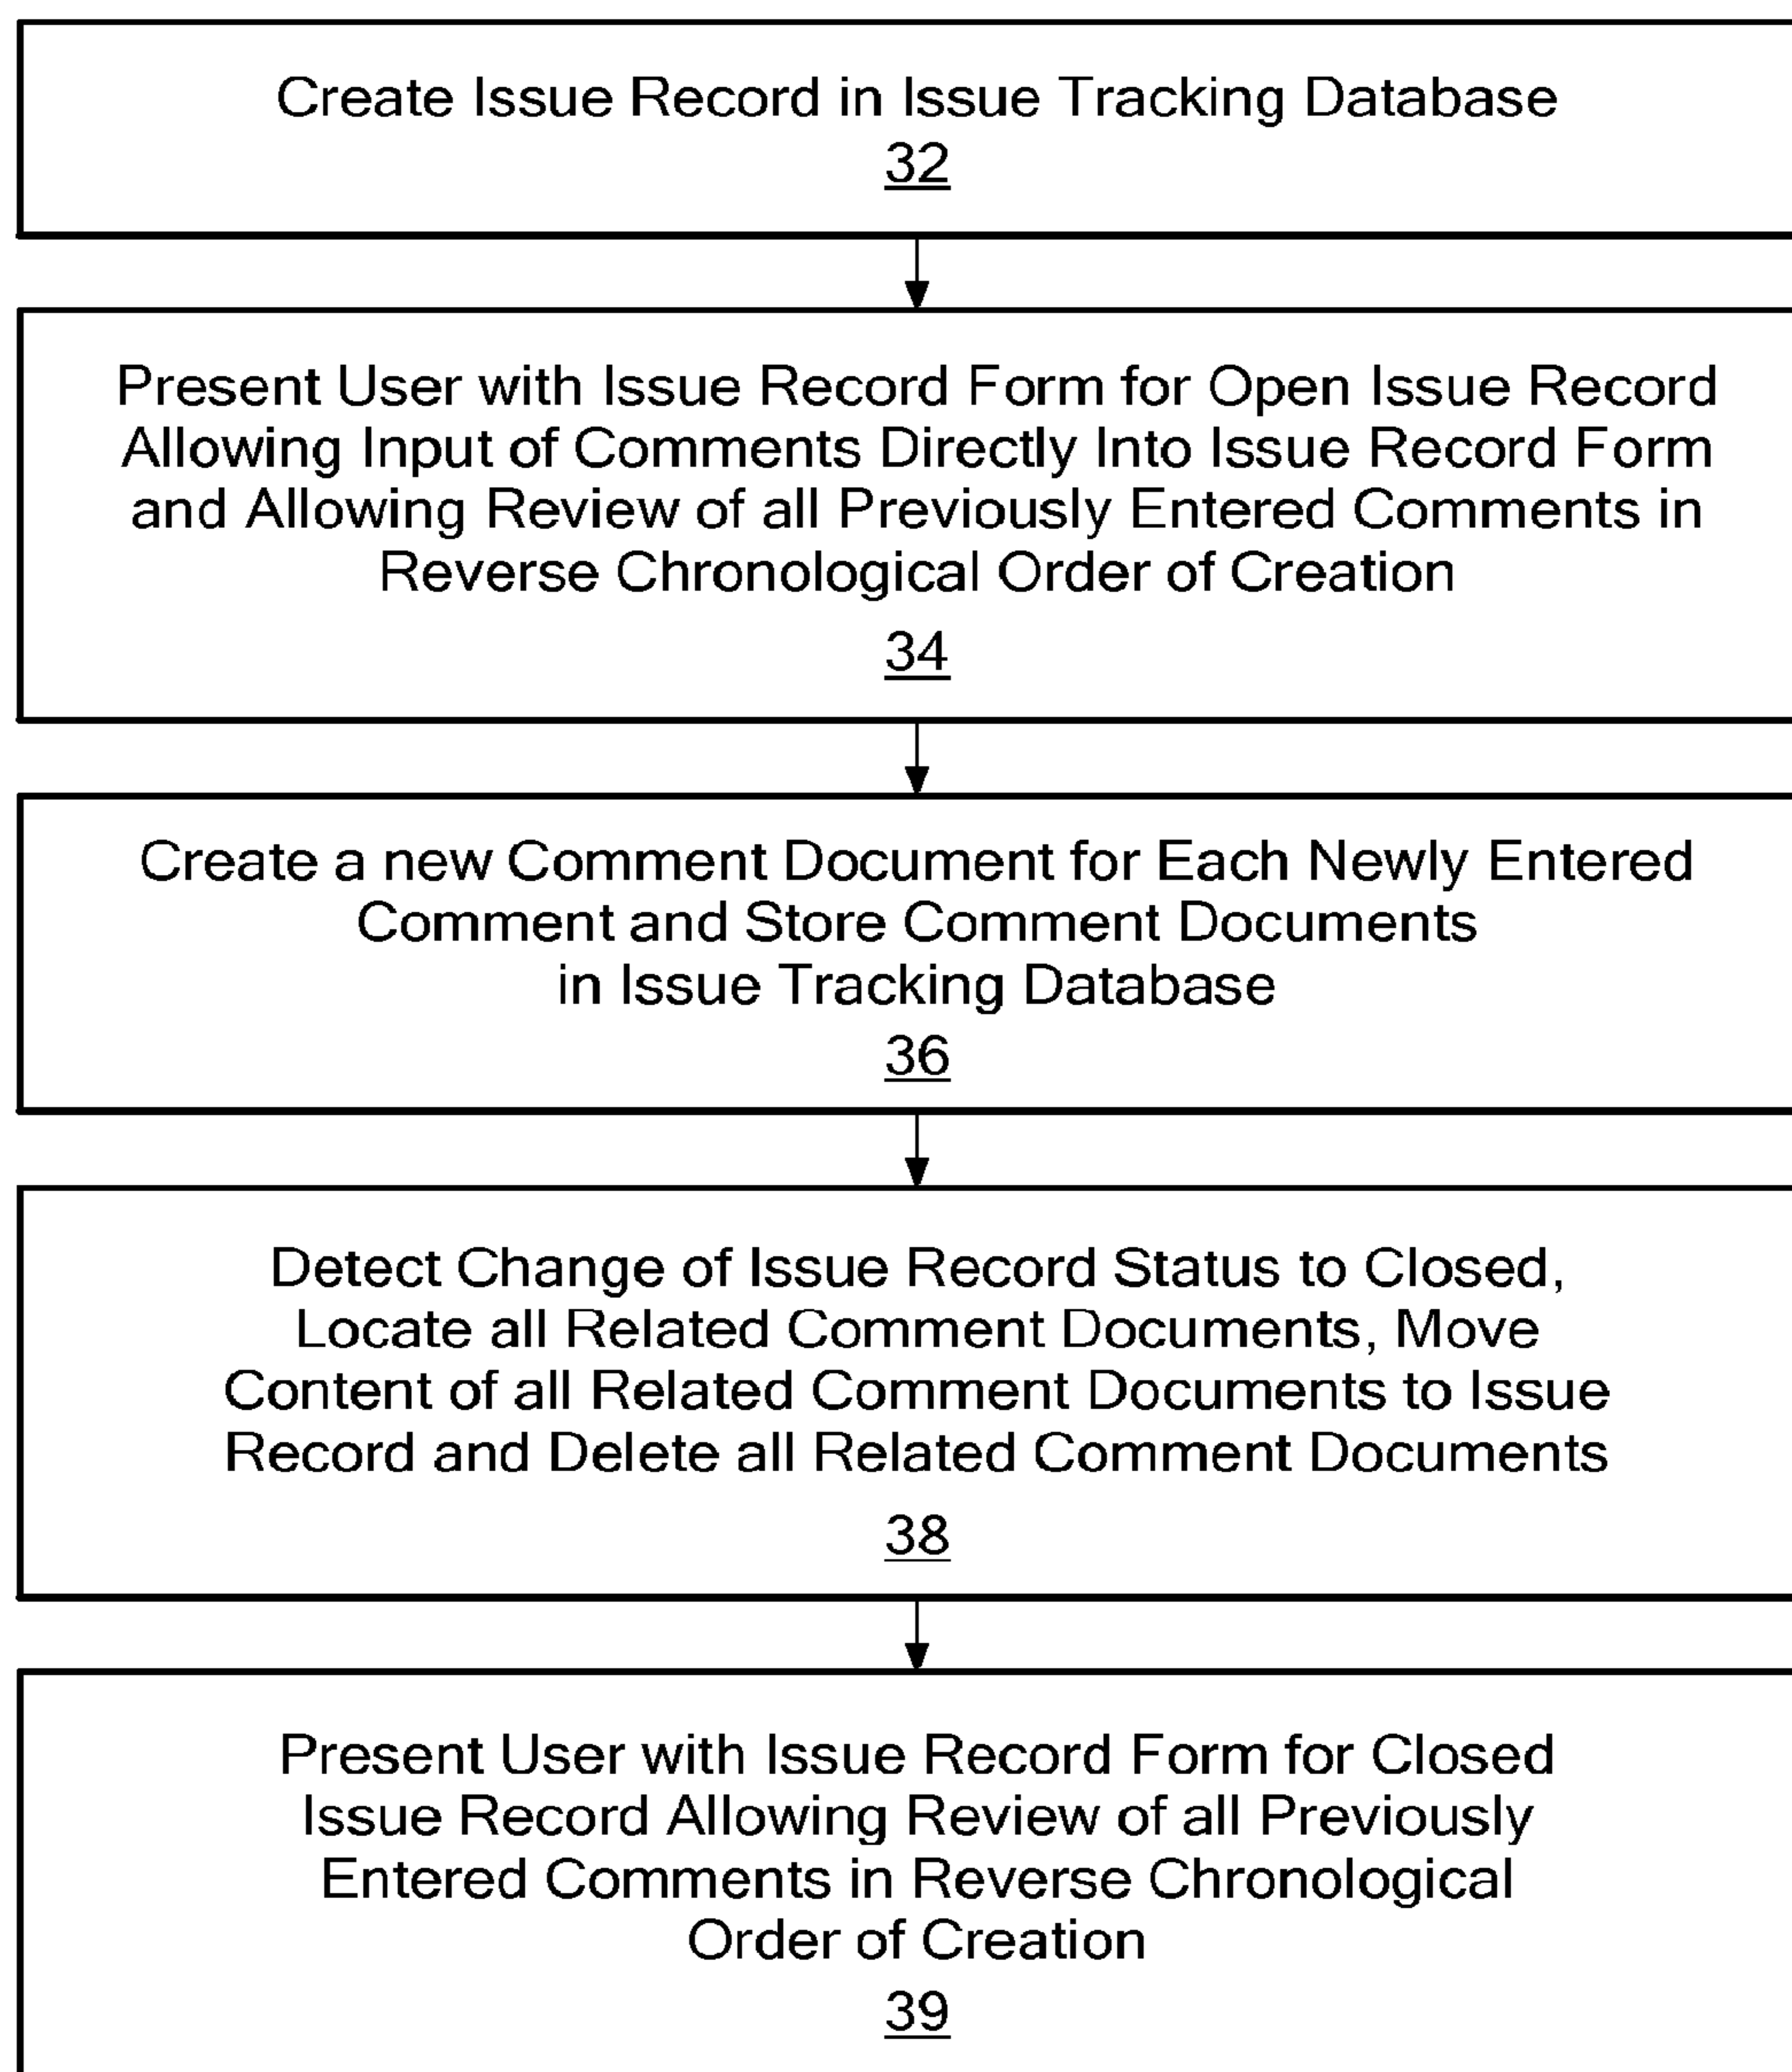 Create Issue Record in Issue Tracking Database
32
Present User with Issue Record Form for Open Issue Record
Allowing Input of Comments Directly Into Issue Record Form
and Allowing Review of all Previously Entered Comments in
Reverse Chronological Order of Creation
34
Create a new Comment Document for Each Newly Entered
Comment and Store Comment Documents
in Issue Tracking Database
36
Detect Change of Issue Record Status to Closed,
Locate all Related Comment Documents, Move
Content of all Related Comment Documents to Issue
Record and Delete all Related Comment Documents
38
Present User with Issue Record Form for Closed
Issue Record Allowing Review of all Previously
Entered Comments in Reverse Chronological
Order of Creation
39